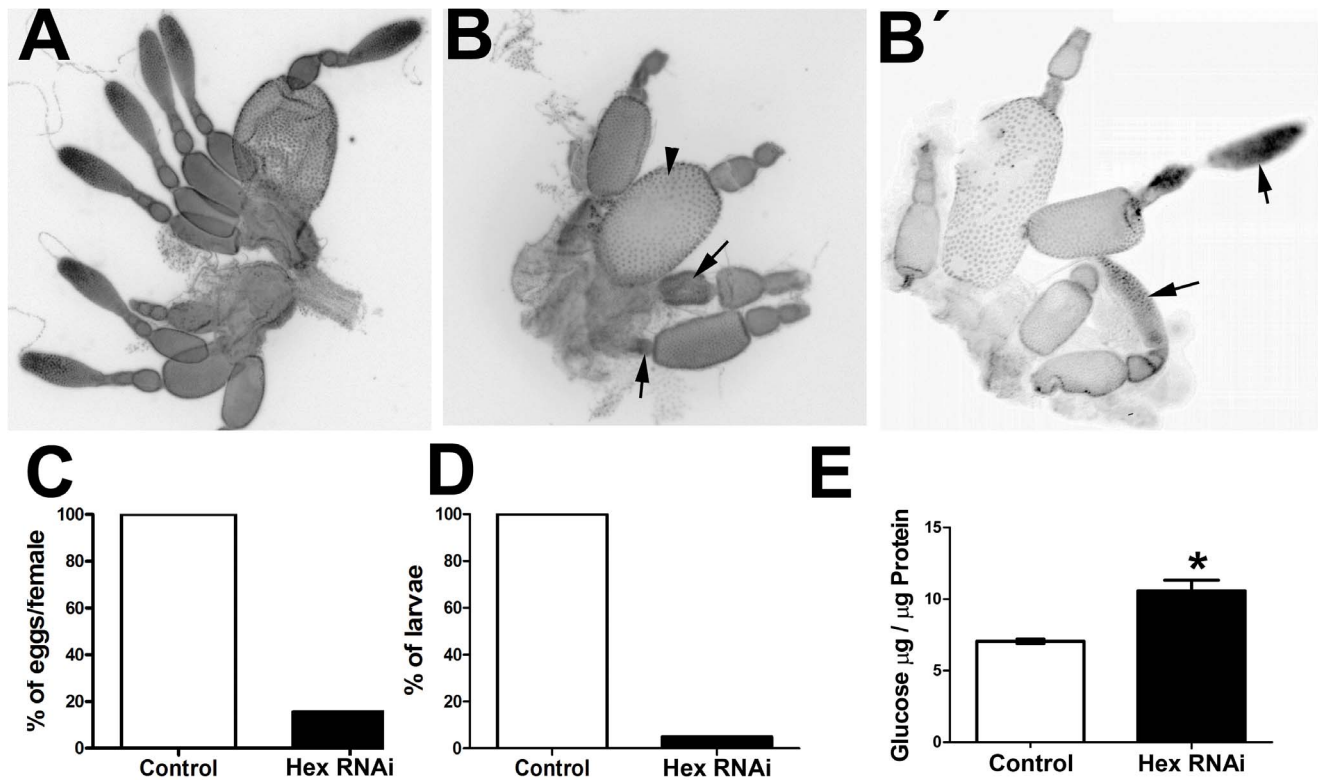 A
B
B´
C
% of eggs/female
100
80
60
40
20
0
Control
Hex RNAi
D
% of larvae
100
80
60
40
20
0
Control
Hex RNAi
E
Glucose μg / μg Protein
15
10
5
0
*
Control
Hex RNAi